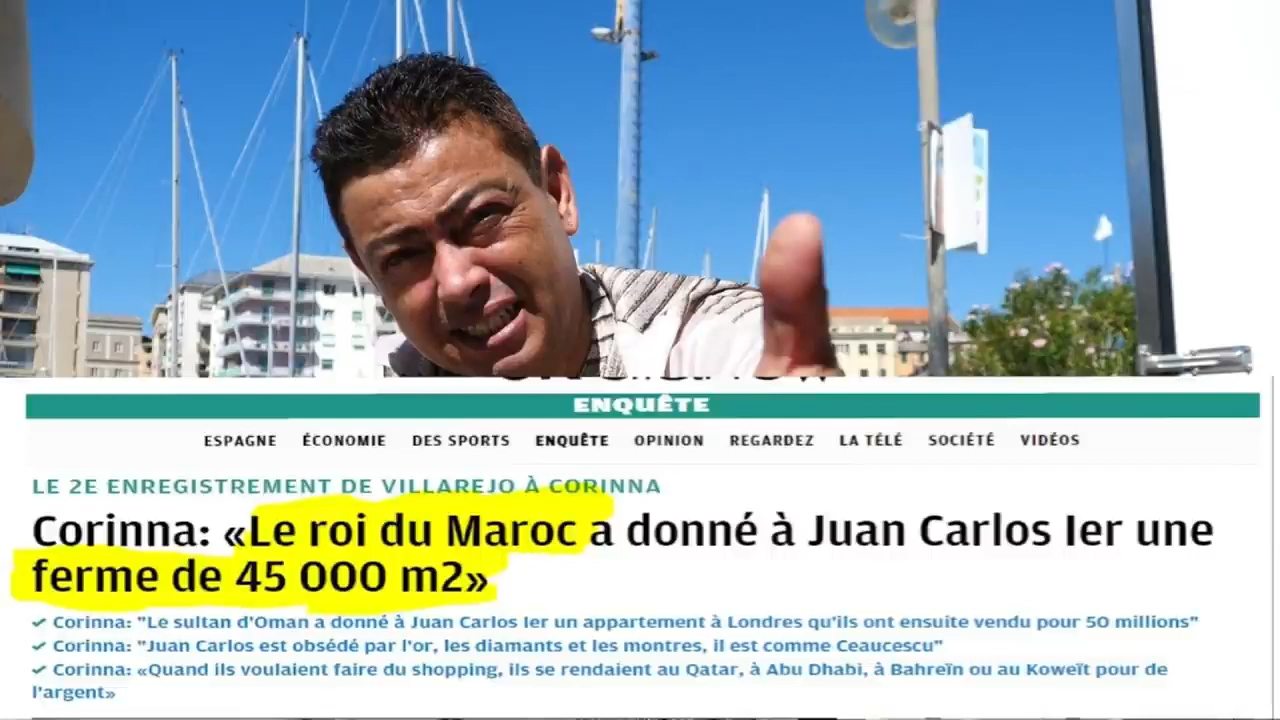 ENQUÊTE
ESPAGNE ÉCONOMIE DES SPORTS ENQUÊTE OPINION REGARDEZ LA TÉLÉ SOCIÉTÉ VIDÉOS
LE 2E ENREGISTREMENT DE VILLAREJO À CORINNA
Corinna: «Le roi du Maroc a donné à Juan Carlos Ier une
ferme de 45 000 m2»
✓ Corinna: "Le sultan d'Oman a donné à Juan Carlos Ier un appartement à Londres qu'ils ont ensuite vendu pour 50 millions"
✓ Corinna: "Juan Carlos est obsédé par l'or, les diamants et les montres, il est comme Ceaucescu"
✓ Corinna: «Quand ils voulaient faire du shopping, ils se rendaient au Qatar, à Abu Dhabi, à Bahreïn ou au Koweït pour de
l'argent»